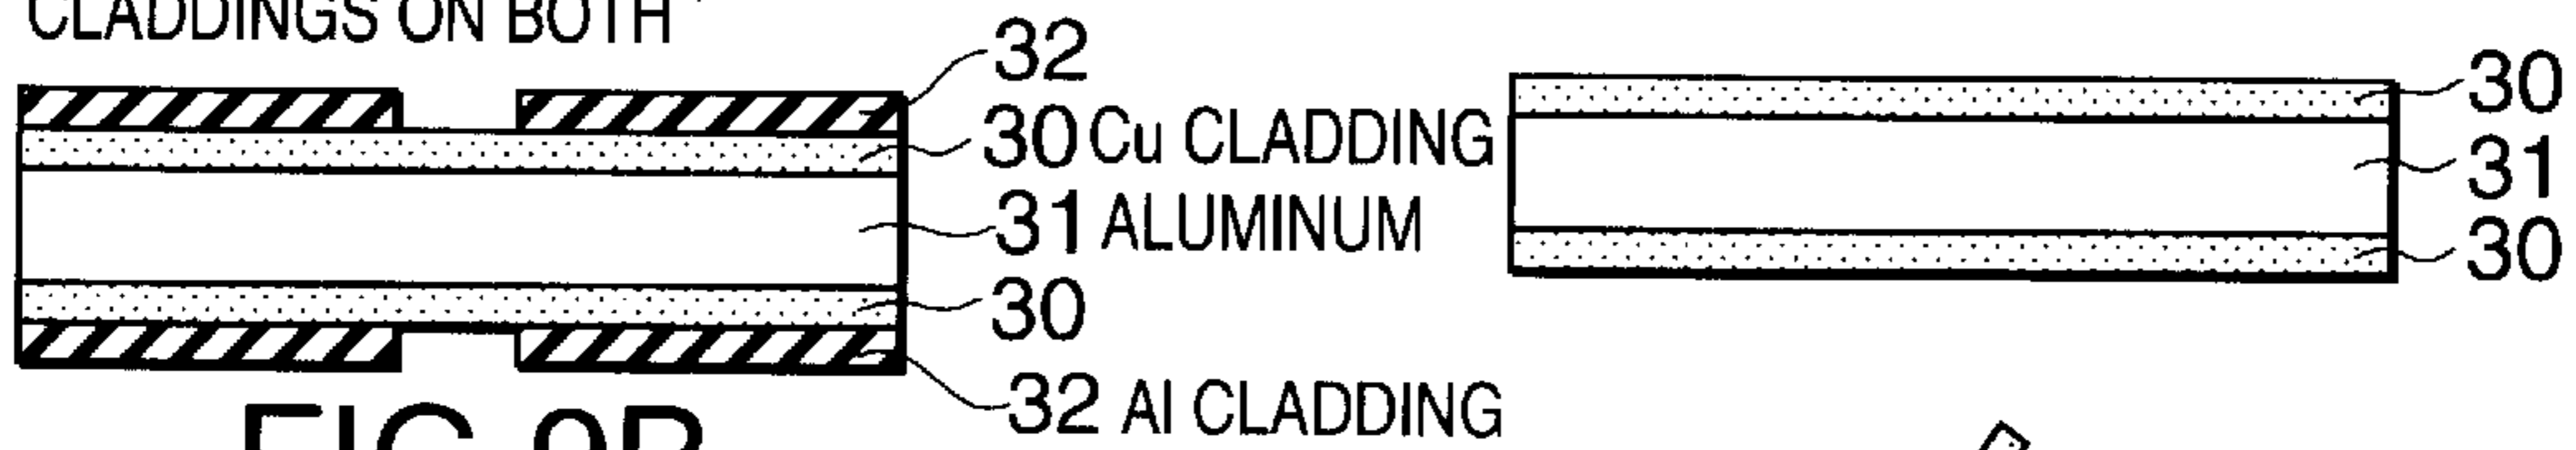 CLADDINGS ON BOTH
32
30 Cu CLADDING
31 ALUMINUM
30
32 Al CLADDING
30
31
30